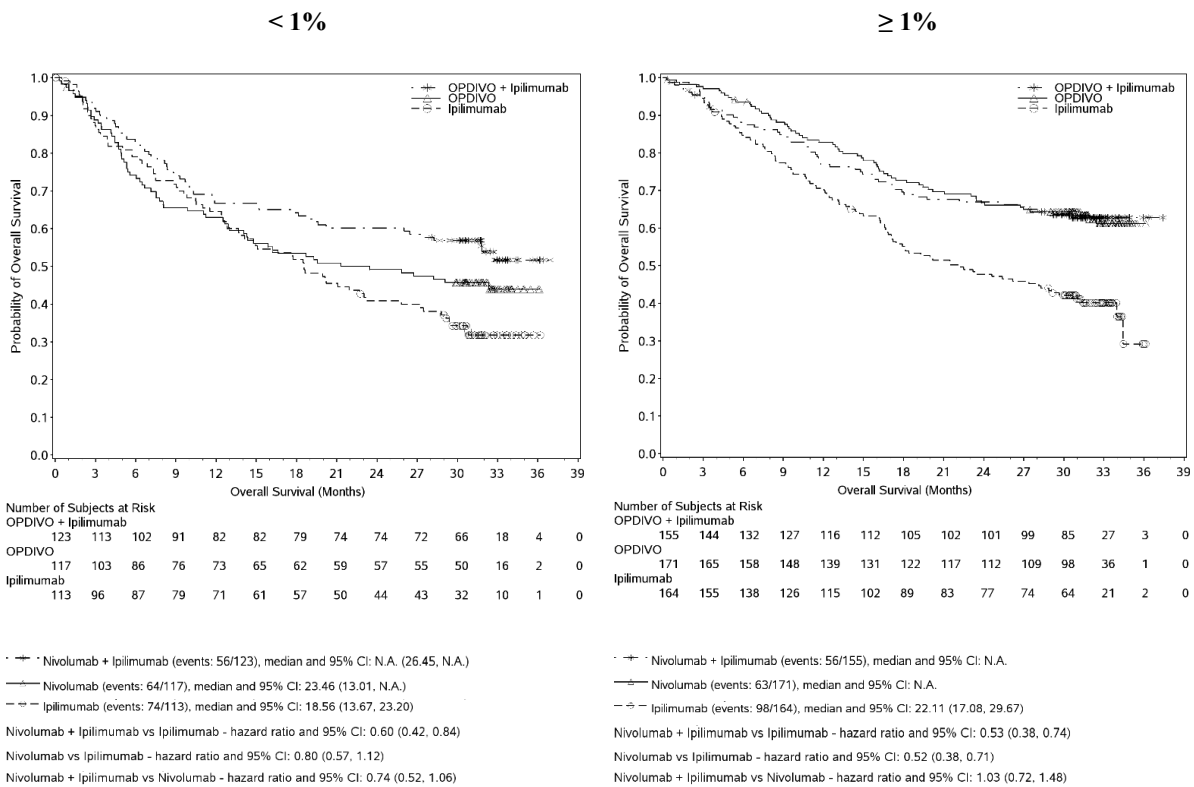 < 1%
OPDIVO + Ipilimumab
OPDIVO
Ipilimumab
Probability of Overall Survival
1.0
0.9
0.8
0.7
0.6
0.5
0.4
0.3
0.2
0.1
0.0
0 3 6 9 12 15 18 21 24 27 30 33 36 39
Overall Survival (Months)
Number of Subjects at Risk
OPDIVO + Ipilimumab
123 113 102 91 82 82 79 74 74 72 66 18 4 0
OPDIVO
117 103 86 76 73 65 62 59 57 55 50 16 2 0
Ipilimumab
113 96 87 79 71 61 57 50 44 43 32 10 1 0
Nivolumab + Ipilimumab (events: 56/123), median and 95% CI: N.A. (26.45, N.A.)
Nivolumab (events: 64/117), median and 95% CI: 23.46 (13.01, N.A.)
Ipilimumab (events: 74/113), median and 95% CI: 18.56 (13.67, 23.20)
Nivolumab + Ipilimumab vs Ipilimumab - hazard ratio and 95% CI: 0.60 (0.42, 0.84)
Nivolumab vs Ipilimumab - hazard ratio and 95% CI: 0.80 (0.57, 1.12)
Nivolumab + Ipilimumab vs Nivolumab - hazard ratio and 95% CI: 0.74 (0.52, 1.06)
≥ 1%
OPDIVO + Ipilimumab
OPDIVO
Ipilimumab
Probability of Overall Survival
1.0
0.9
0.8
0.7
0.6
0.5
0.4
0.3
0.2
0.1
0.0
0 3 6 9 12 15 18 21 24 27 30 33 36 39
Overall Survival (Months)
Number of Subjects at Risk
OPDIVO + Ipilimumab
155 144 132 127 116 112 105 102 101 99 85 27 3 0
OPDIVO
171 165 158 148 139 131 122 117 112 109 98 36 1 0
Ipilimumab
164 155 138 126 115 102 89 83 77 74 64 21 2 0
Nivolumab + Ipilimumab (events: 56/155), median and 95% CI: N.A.
Nivolumab (events: 63/171), median and 95% CI: N.A.
Ipilimumab (events: 98/164), median and 95% CI: 22.11 (17.08, 29.67)
Nivolumab + Ipilimumab vs Ipilimumab - hazard ratio and 95% CI: 0.53 (0.38, 0.74)
Nivolumab vs Ipilimumab - hazard ratio and 95% CI: 0.52 (0.38, 0.71)
Nivolumab + Ipilimumab vs Nivolumab - hazard ratio and 95% CI: 1.03 (0.72, 1.48)